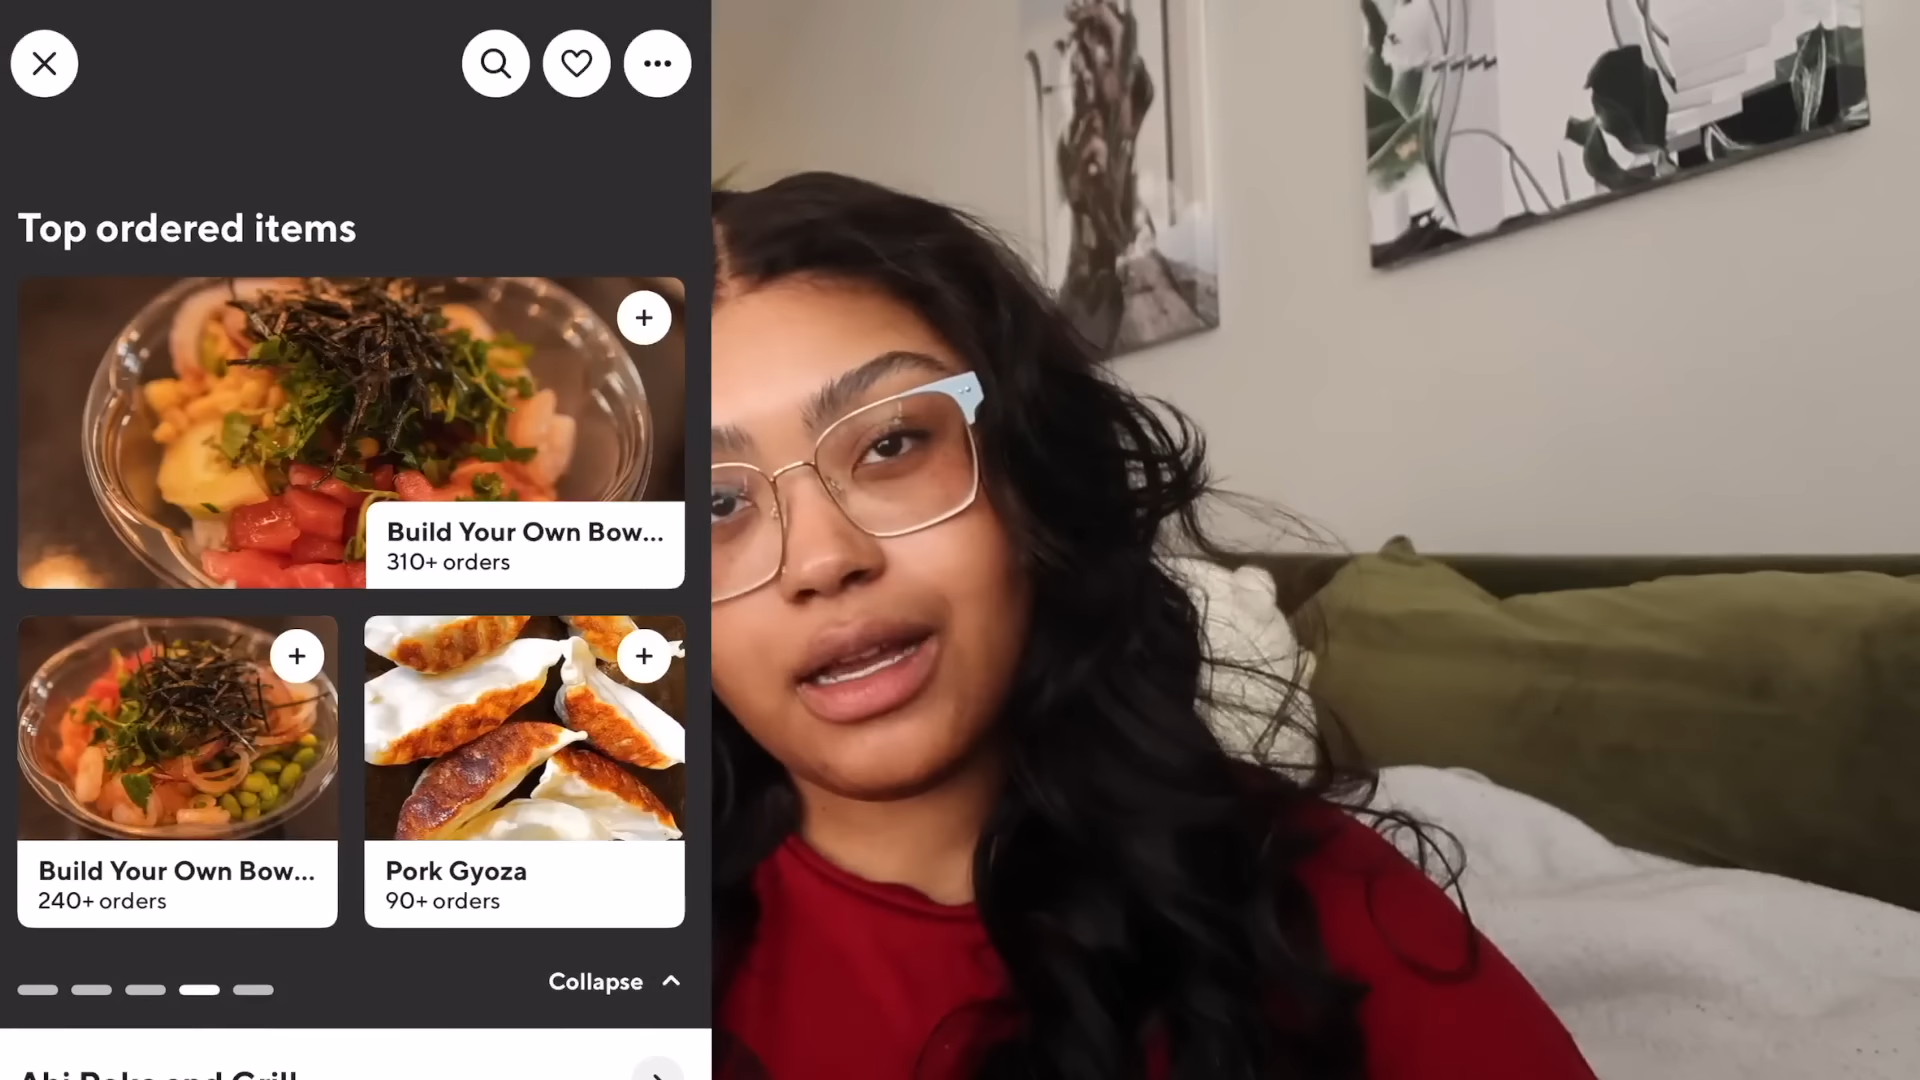 Top ordered items
Build Your Own Bow...
310+ orders
Build Your Own Bow...
240+ orders
Pork Gyoza
90+ orders
Collapse